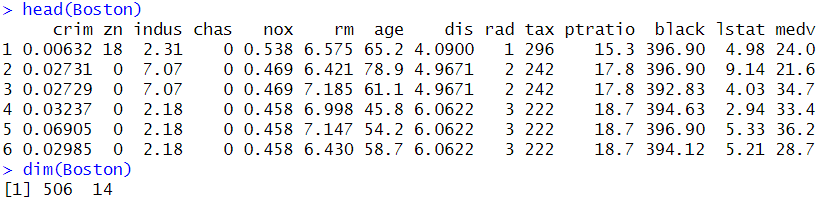 > head(Boston)
     crim zn indus chas   nox    rm  age    dis rad tax ptratio  black lstat medv
1 0.00632 18  2.31    0 0.538 6.575 65.2 4.0900   1 296    15.3 396.90  4.98 24.0
2 0.02731  0  7.07    0 0.469 6.421 78.9 4.9671   2 242    17.8 396.90  9.14 21.6
3 0.02729  0  7.07    0 0.469 7.185 61.1 4.9671   2 242    17.8 392.83  4.03 34.7
4 0.03237  0  2.18    0 0.458 6.998 45.8 6.0622   3 222    18.7 394.63  2.94 33.4
5 0.06905  0  2.18    0 0.458 7.147 54.2 6.0622   3 222    18.7 396.90  5.33 36.2
6 0.02985  0  2.18    0 0.458 6.430 58.7 6.0622   3 222    18.7 394.12  5.21 28.7
> dim(Boston)
[1] 506  14